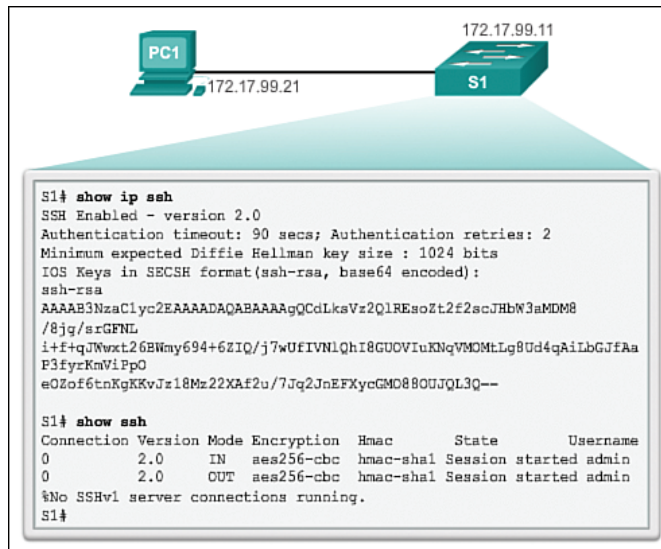 172.17.99.11
PC1
172.17.99.21
S1
S1# show ip ssh
SSH Enabled - version 2.0
Authentication timeout: 90 secs; Authentication retries: 2
Minimum expected Diffie Hellman key size : 1024 bits
IOS Keys in SECSH format(ssh-rsa, base64 encoded):
ssh-rsa
AAAAB3NzaC1yc2EAAAADAQABAAAAgQCdLksVz2QlREsoZt2f2scJHbW3aMDM8
/8jg/srGFNL
i+f+qJWwxt26BWmy694+6ZIQ/j7wUfIVNlQhI8GUOVIuKNqVMOMtLg8Ud4qAiLbGJfAa
P3fyrKmViPpO
eOZof6tnKgKKvJz18Mz22XAf2u/7Jq2JnEFXycGMO88OUJQL3Q--
S1# show ssh
Connection Version Mode Encryption Hmac State Username
0 2.0 IN aes256-cbc hmac-sha1 Session started admin
0 2.0 OUT aes256-cbc hmac-sha1 Session started admin
%No SSHv1 server connections running.
S1#